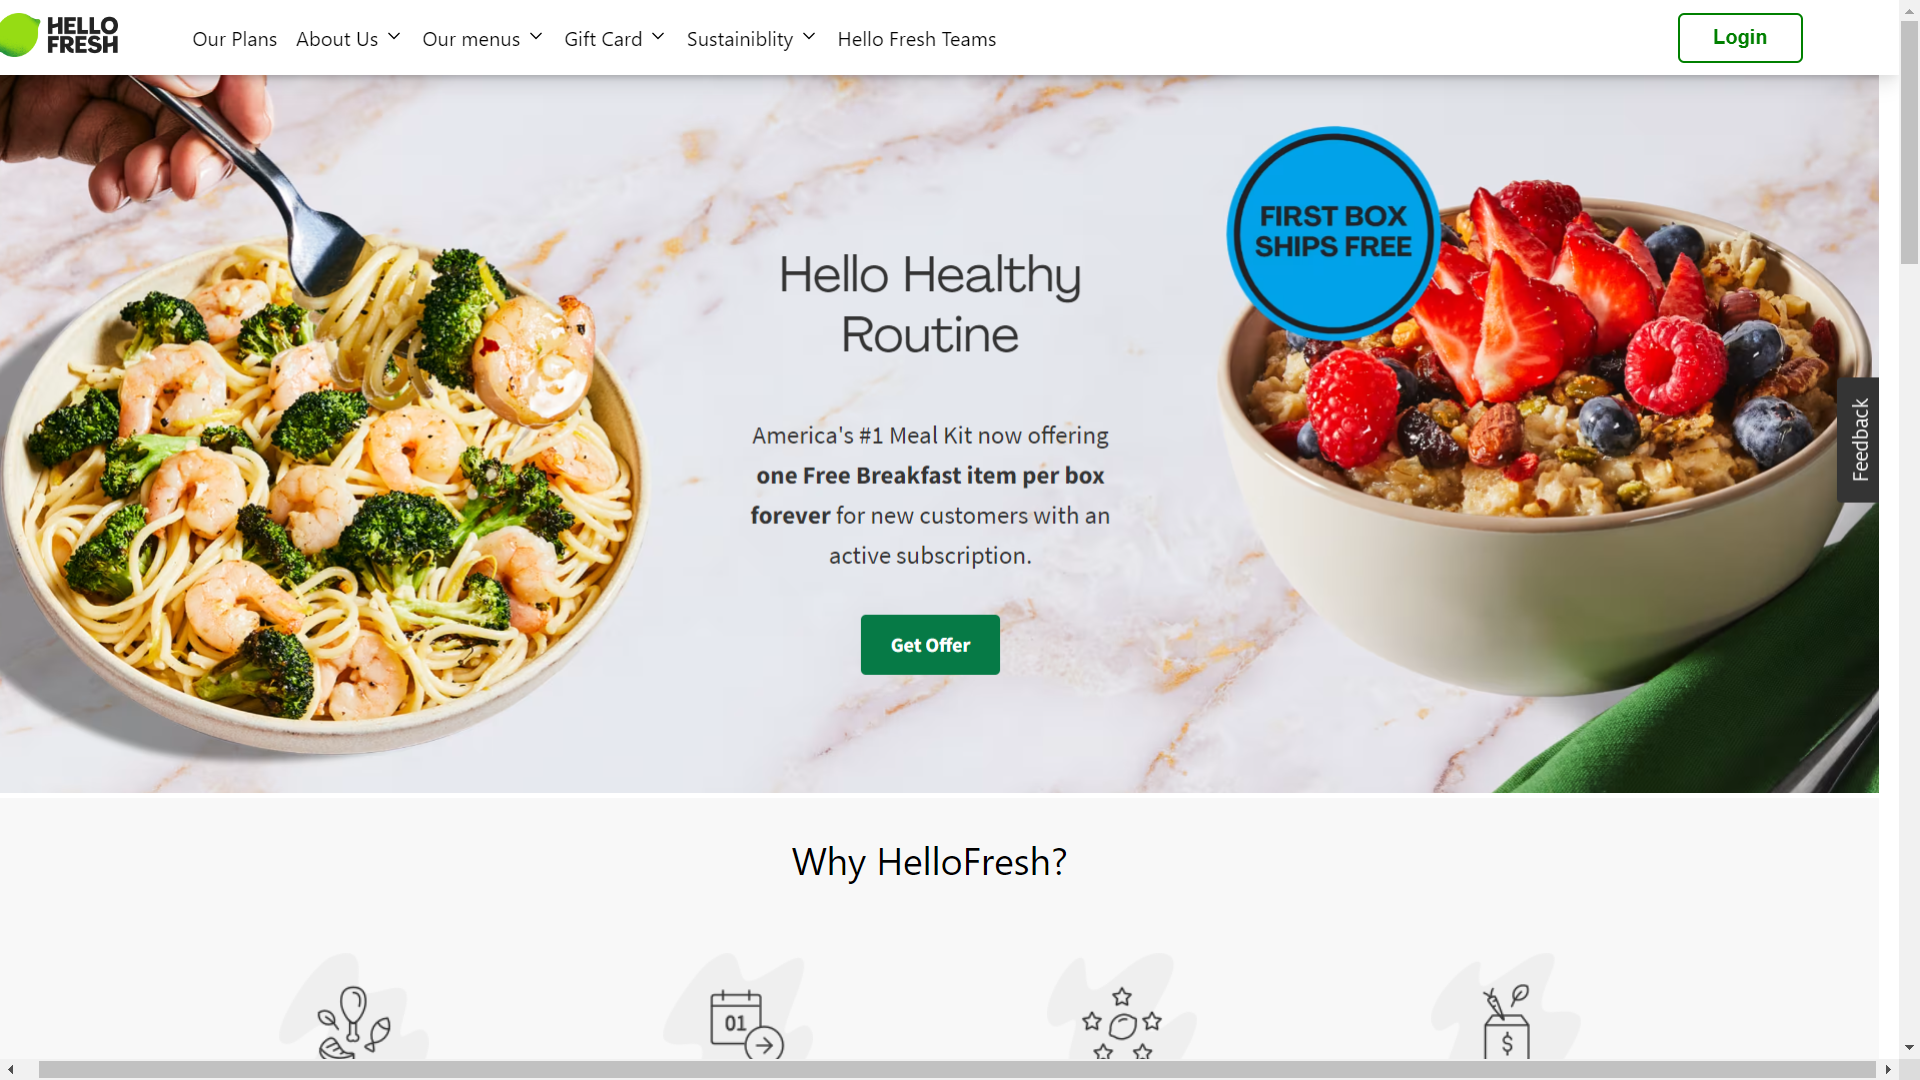 HELLO
FRESH
Our Plans
About Us
Our menus
Gift Card
Sustainiblity
Hello Fresh Teams
Login
FIRST BOX
SHIPS FREE
Hello Healthy
Routine
America's #1 Meal Kit now offering
one Free Breakfast item per box
forever for new customers with an
active subscription.
Get Offer
Feedback
Why HelloFresh?
01
$